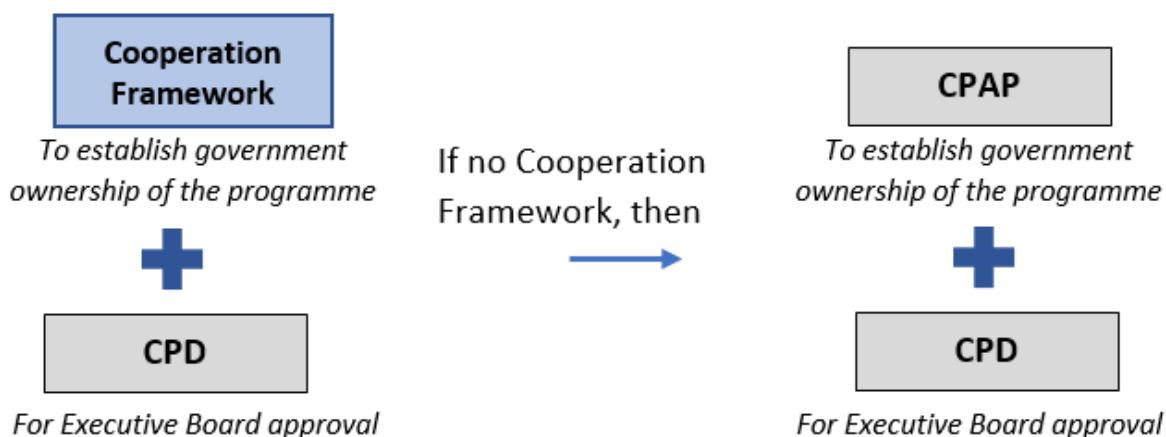 Cooperation
Framework
To establish government
ownership of the programme
CPD
For Executive Board approval
If no Cooperation
Framework, then
CPAP
To establish government
ownership of the programme
CPD
For Executive Board approval